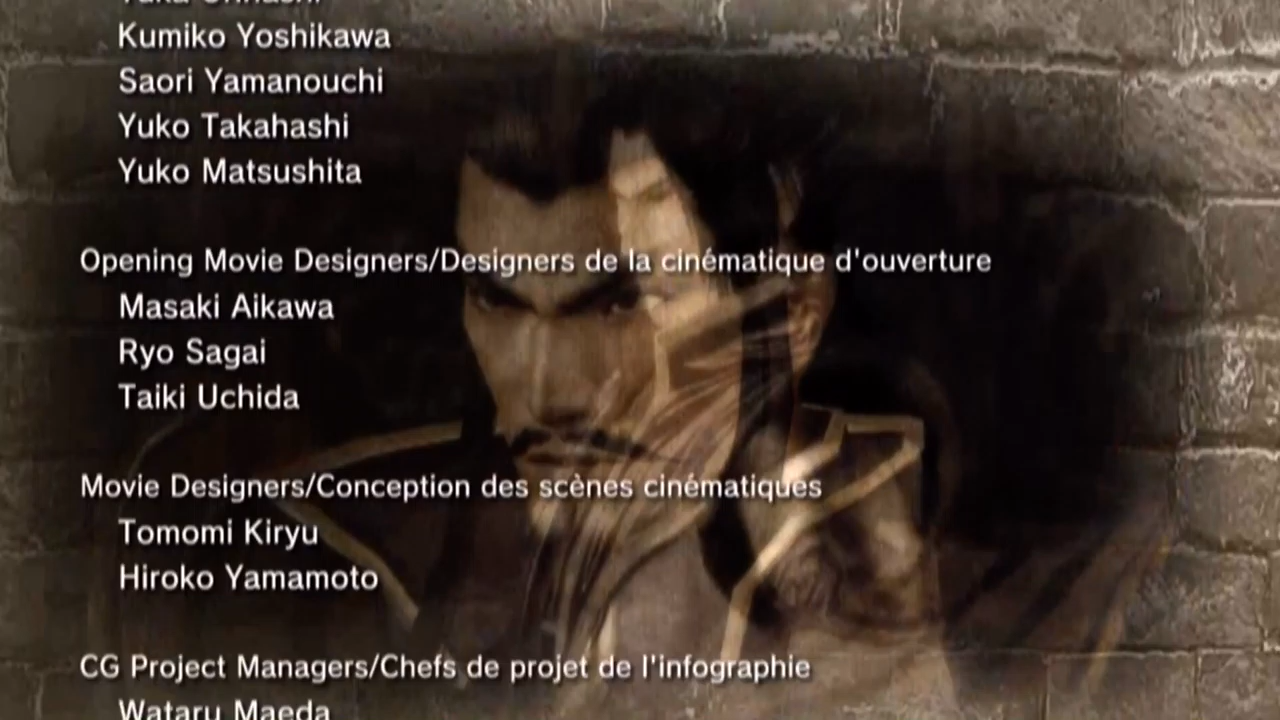 Kumiko Yoshikawa
Saori Yamanouchi
Yuko Takahashi
Yuko Matsushita
Opening Movie Designers/Designers de la cinématique d'ouverture
Masaki Aikawa
Ryo Sagai
Taiki Uchida
Movie Designers/Conception des scènes cinématiques
Tomomi Kiryu
Hiroko Yamamoto
CG Project Managers/Chefs de projet de l'infographie
Wataru Maeda